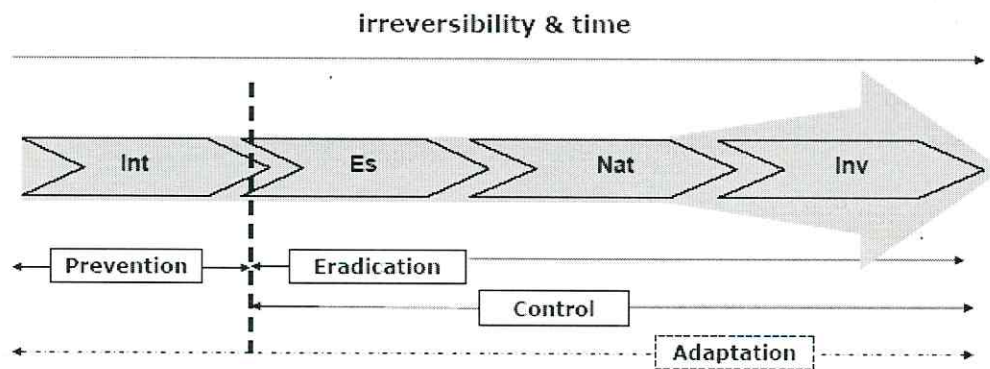 irreversibility & time
Int Es Nat Inv
Prevention Eradication
Control
Adaptation